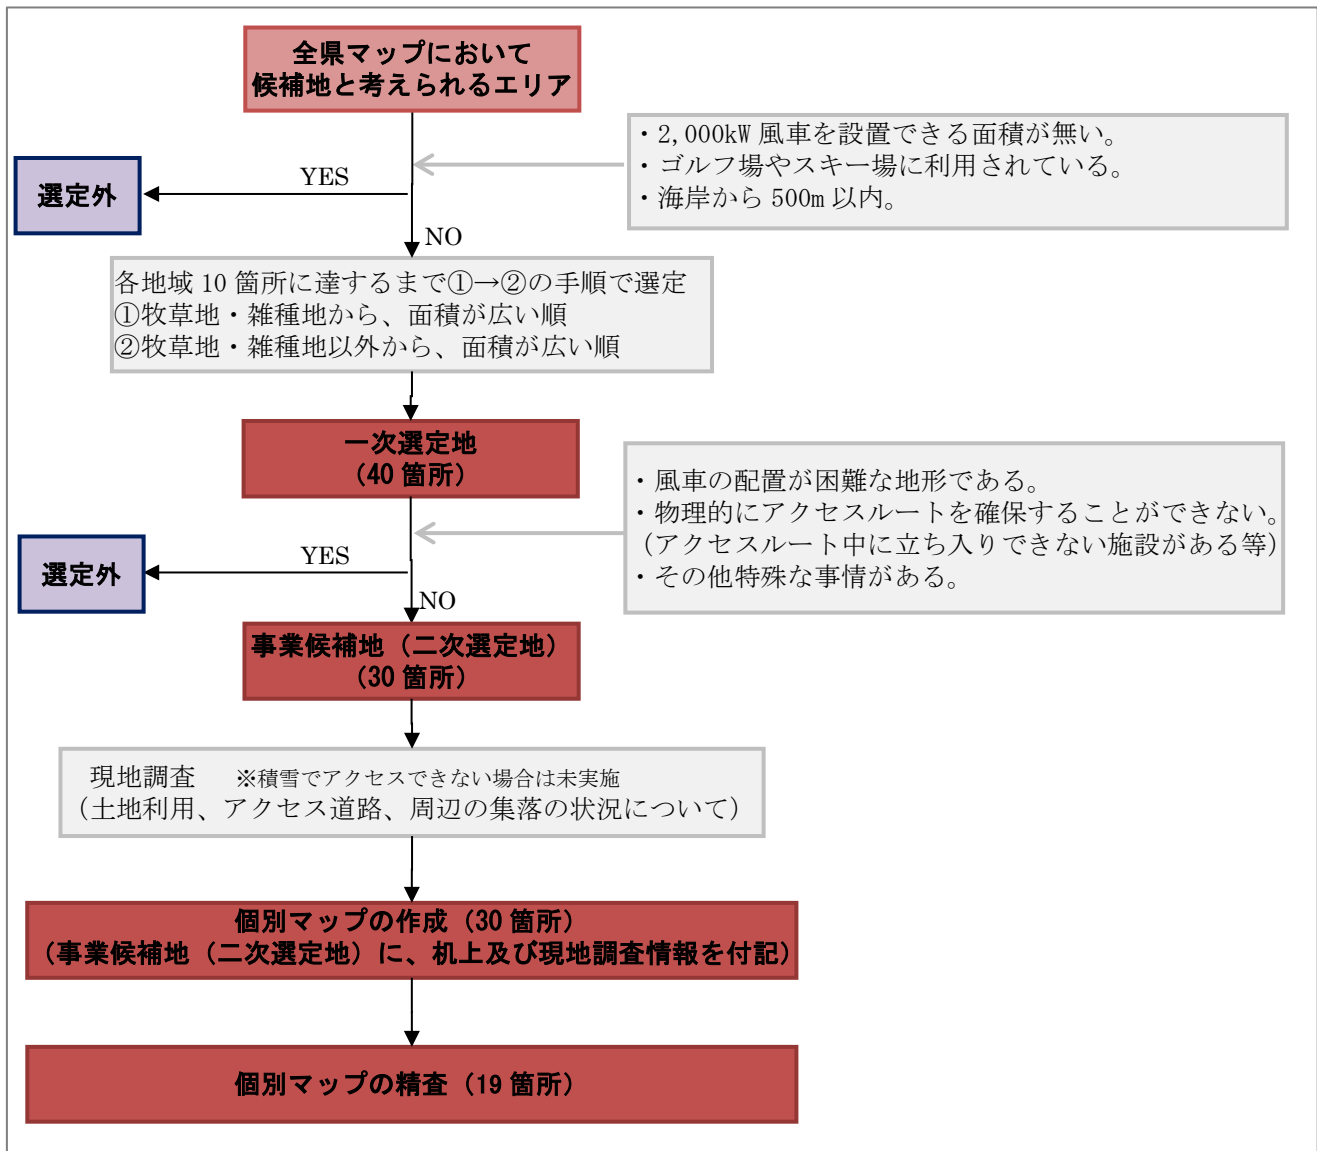 全県マップにおいて
候補地と考えられるエリア
・2,000kW 風車を設置できる面積が無い。
・ゴルフ場やスキー場に利用されている。
・海岸から 500m 以内。
選定外
YES
NO
各地域 10 箇所に達するまで①→②の手順で選定
①牧草地・雑種地から、面積が広い順
②牧草地・雑種地以外から、面積が広い順
一次選定地
(40 箇所)
・風車の配置が困難な地形である。
・物理的にアクセスルートを確保することができない。
(アクセスルート中に立ち入りできない施設がある等)
・その他特殊な事情がある。
選定外
YES
NO
事業候補地(二次選定地)
(30 箇所)
現地調査 ※積雪でアクセスできない場合は未実施
(土地利用、アクセス道路、周辺の集落の状況について)
個別マップの作成(30 箇所)
(事業候補地(二次選定地)に、机上及び現地調査情報を付記)
個別マップの精査(19 箇所)